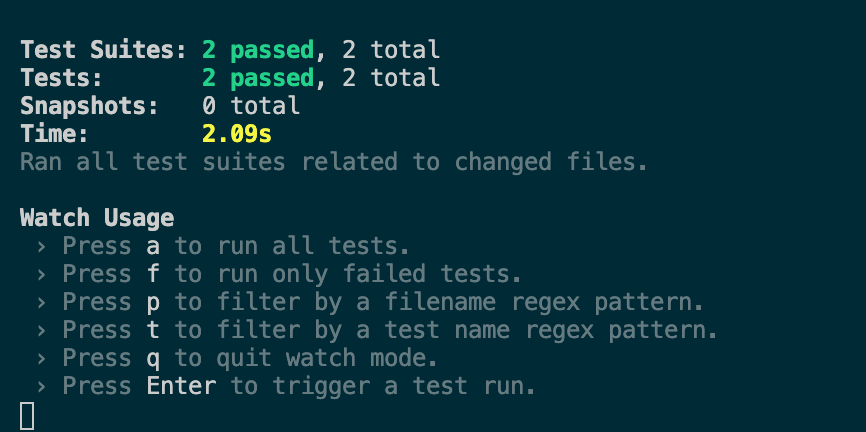 Test Suites: 2 passed, 2 total
Tests: 2 passed, 2 total
Snapshots: 0 total
Time: 2.09s
Ran all test suites related to changed files.
Watch Usage
› Press a to run all tests.
› Press f to run only failed tests.
› Press p to filter by a filename regex pattern.
› Press t to filter by a test name regex pattern.
› Press q to quit watch mode.
› Press Enter to trigger a test run.